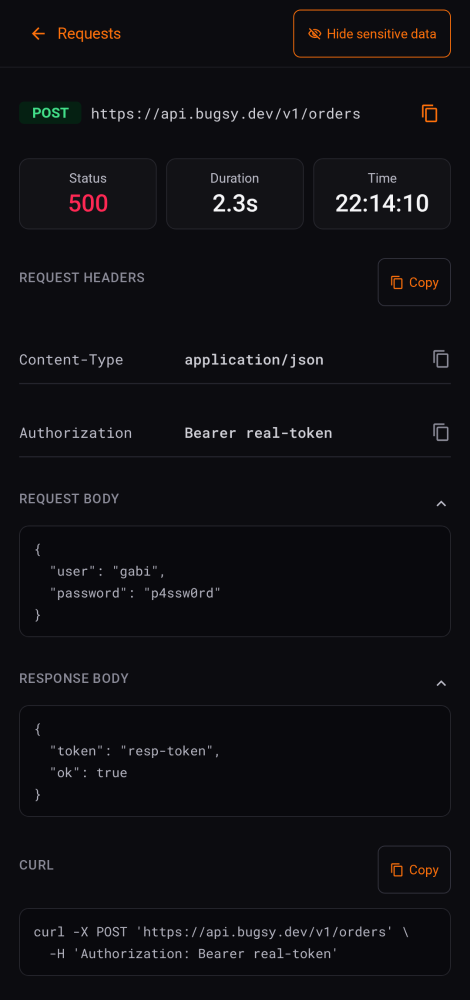 Requests
Hide sensitive data
POST https://api.bugsy.dev/v1/orders
Status
500
Duration
2.3s
Time
22:14:10
REQUEST HEADERS
Copy
Content-Type application/json
Authorization Bearer real-token
REQUEST BODY
{
  "user": "gabi",
  "password": "p4ssw0rd"
}
RESPONSE BODY
{
  "token": "resp-token",
  "ok": true
}
CURL
Copy
curl -X POST 'https://api.bugsy.dev/v1/orders' \
  -H 'Authorization: Bearer real-token'